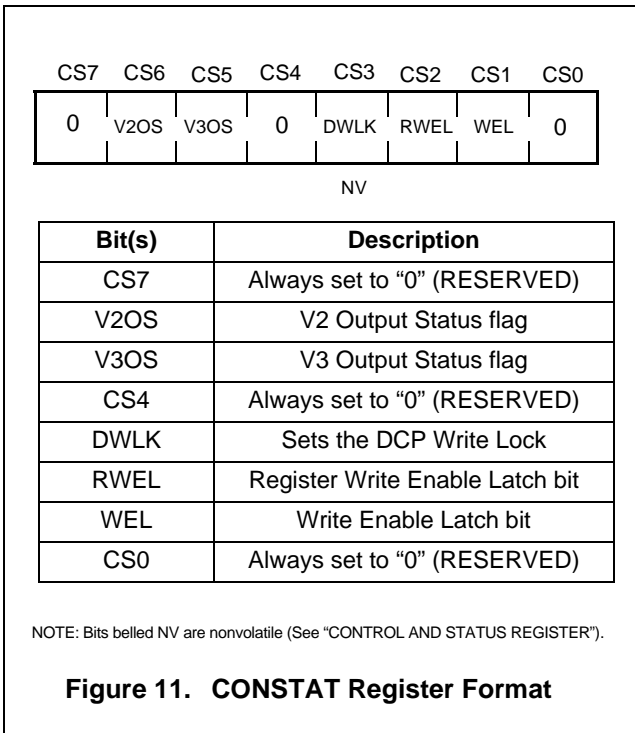 CS7 CS6 CS5 CS4 CS3 CS2 CS1 CS0
0 V2OS V3OS 0 DWLK RWEL WEL 0
NV
Bit(s) Description
CS7 Always set to “0” (RESERVED)
V2OS V2 Output Status flag
V3OS V3 Output Status flag
CS4 Always set to “0” (RESERVED)
DWLK Sets the DCP Write Lock
RWEL Register Write Enable Latch bit
WEL Write Enable Latch bit
CS0 Always set to “0” (RESERVED)
NOTE: Bits belled NV are nonvolatile (See “CONTROL AND STATUS REGISTER”).
Figure 11. CONSTAT Register Format